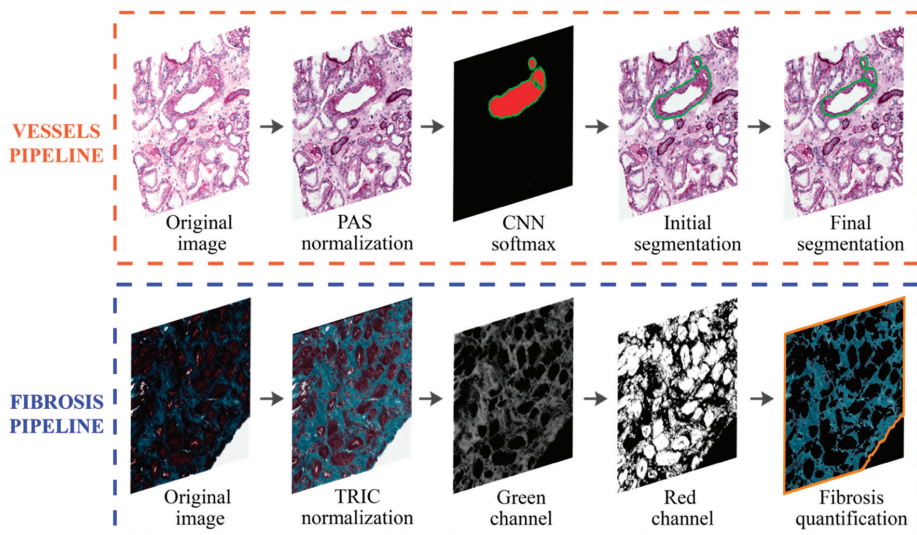 VESSELS
PIPELINE
Original
image
PAS
normalization
CNN
softmax
Initial
segmentation
Final
segmentation
FIBROSIS
PIPELINE
Original
image
TRIC
normalization
Green
channel
Red
channel
Fibrosis
quantification